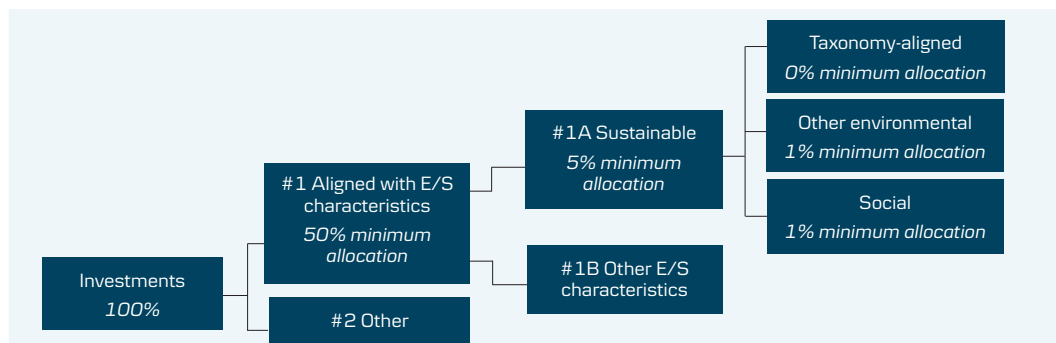 Taxonomy-aligned
0% minimum allocation
#1A Sustainable
5% minimum
allocation
Other environmental
1% minimum allocation
#1 Aligned with E/S
characteristics
50% minimum
allocation
Social
1% minimum allocation
Investments
100%
#1B Other E/S
characteristics
#2 Other